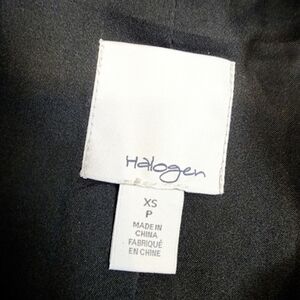 Halogen
XS
P
MADE IN
CHINA
FABRIQUÉ
EN CHINE